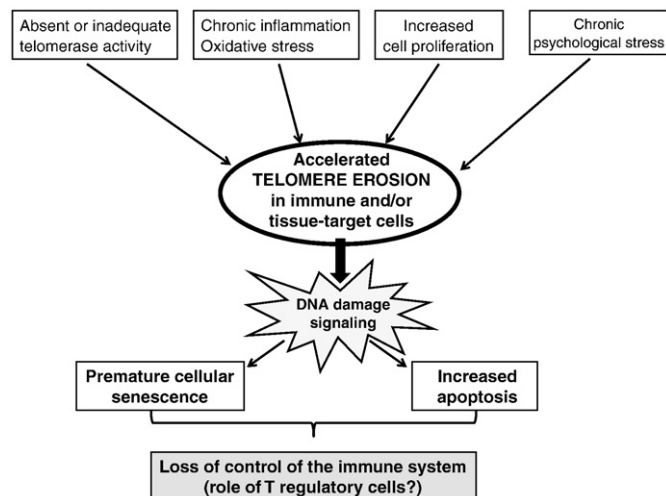 Absent or inadequate
telomerase activity
Chronic inflammation
Oxidative stress
Increased
cell proliferation
Chronic
psychological stress
Accelerated
TELOMERE EROSION
in immune and/or
tissue-target cells
DNA damage
signaling
Premature cellular
senescence
Increased
apoptosis
Loss of control of the immune system
(role of T regulatory cells?)